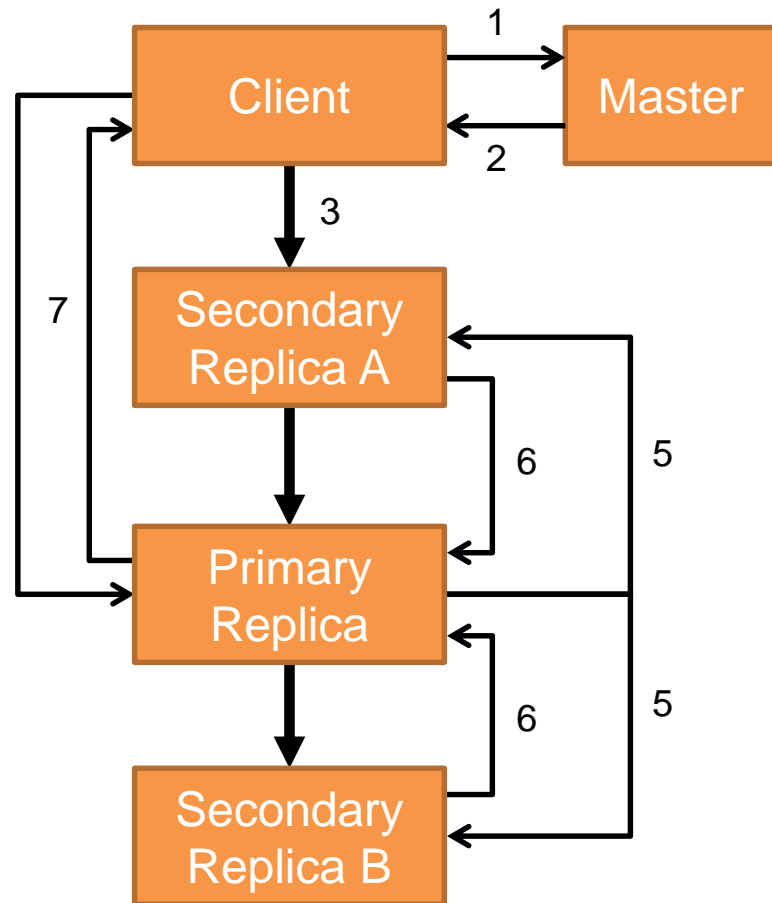 1
Client
Master
2
3
Secondary
Replica A
7
5
6
Primary
Replica
5
6
Secondary
Replica B